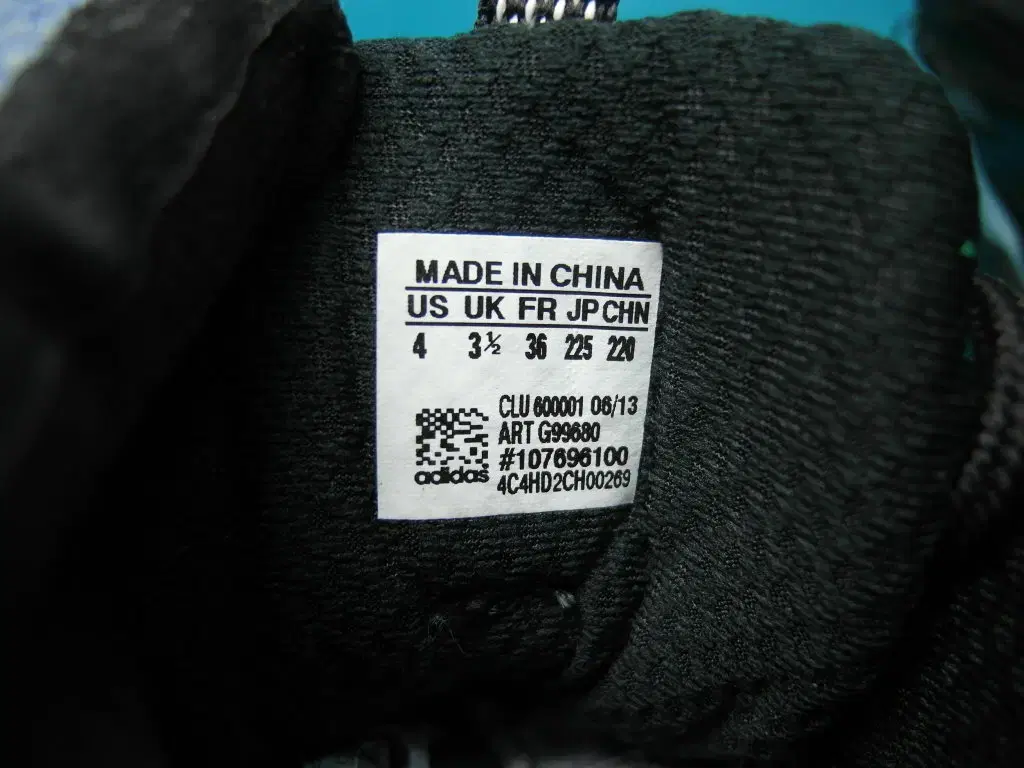 MADE IN CHINA
US UK FR JP CHN
4 3½ 36 225 220
CLU 600001 06/13
ART G99680
#107696100
4C4HD2CH00269
adidas